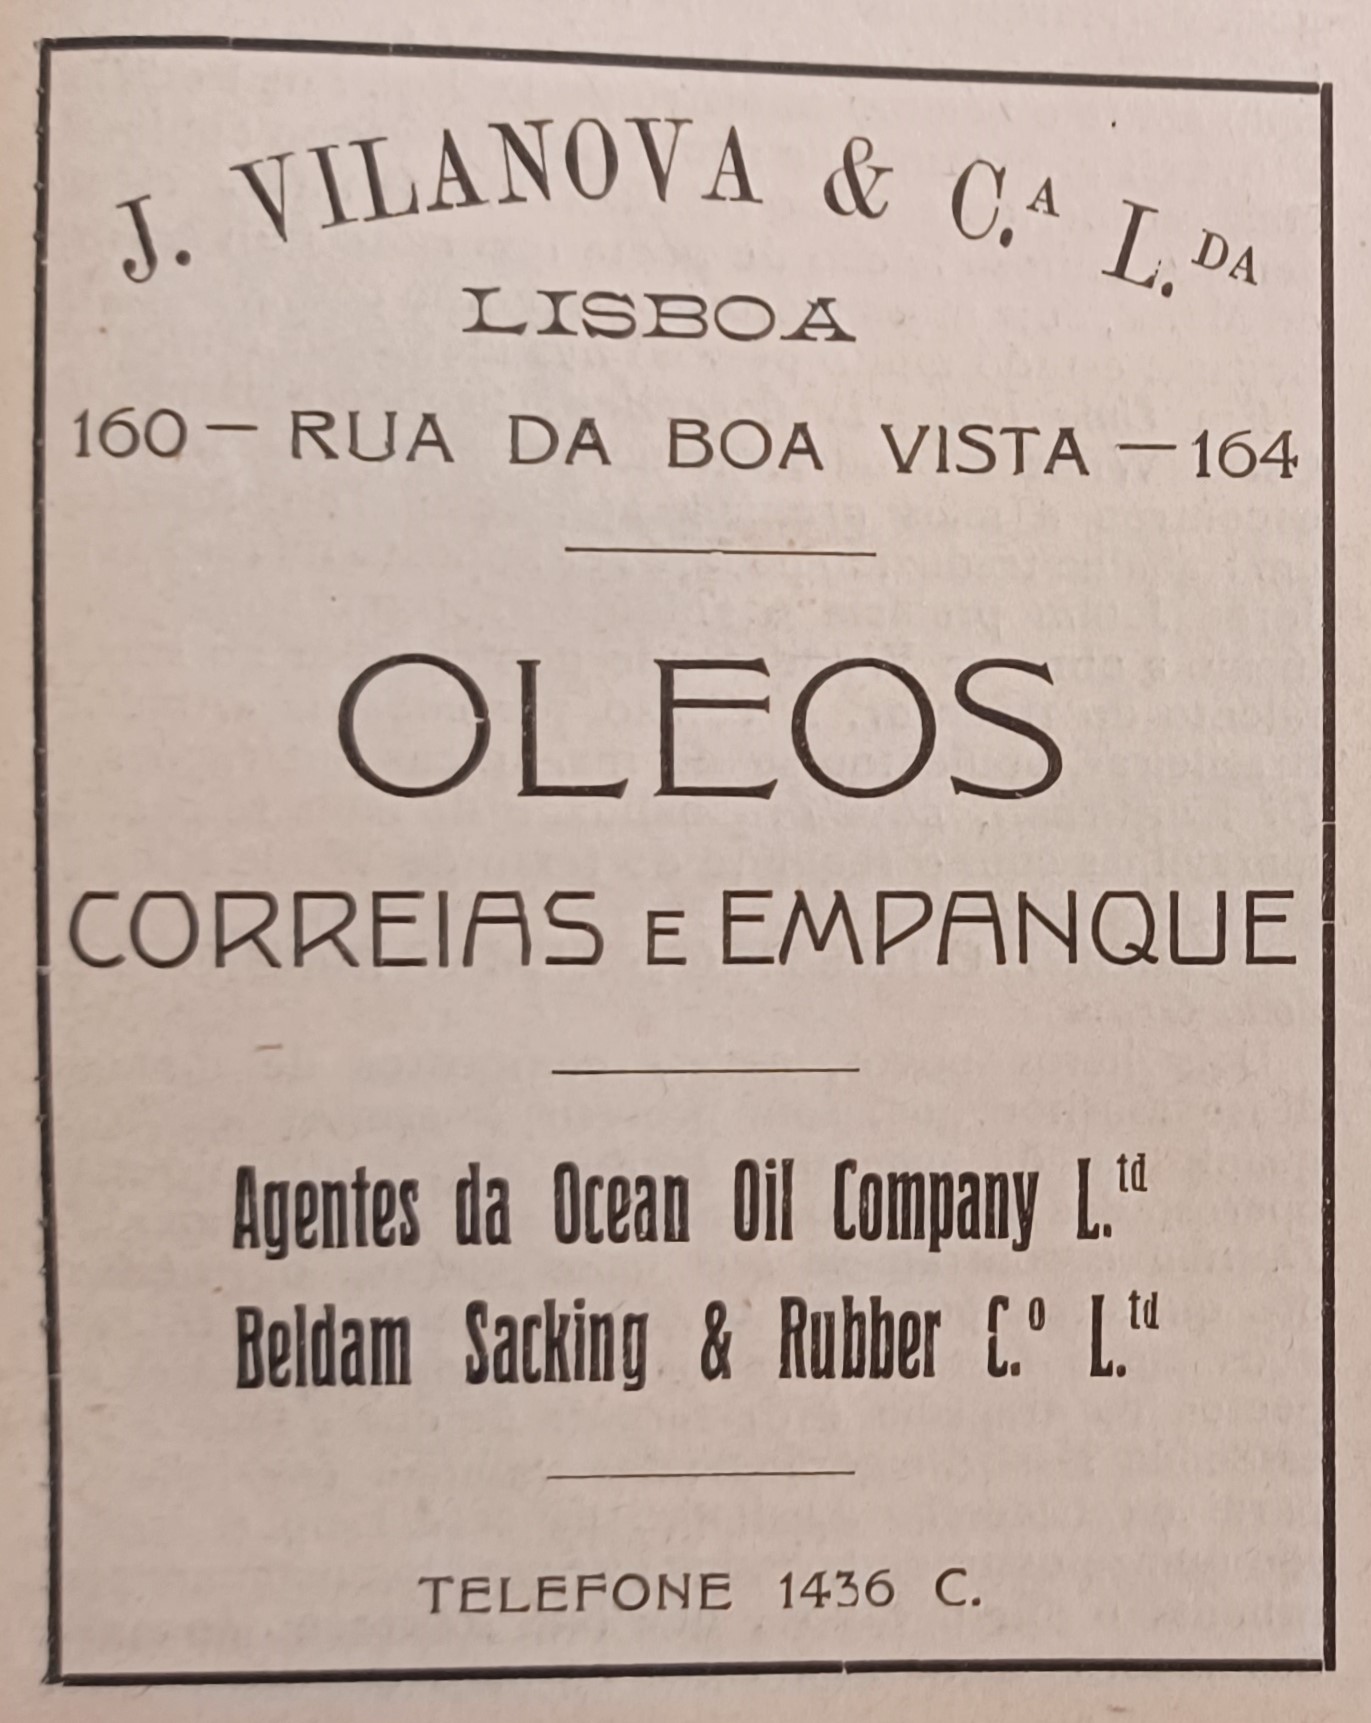 J. VILANOVA & C.ᴬ L.ᴰᴬ
LISBOA
160 — RUA DA BOA VISTA — 164
OLEOS
CORREIAS E EMPANQUE
Agentes da Ocean Oil Company L.ᵗᵈ
Beldam Sacking & Rubber C.º L.ᵗᵈ
TELEFONE 1436 C.